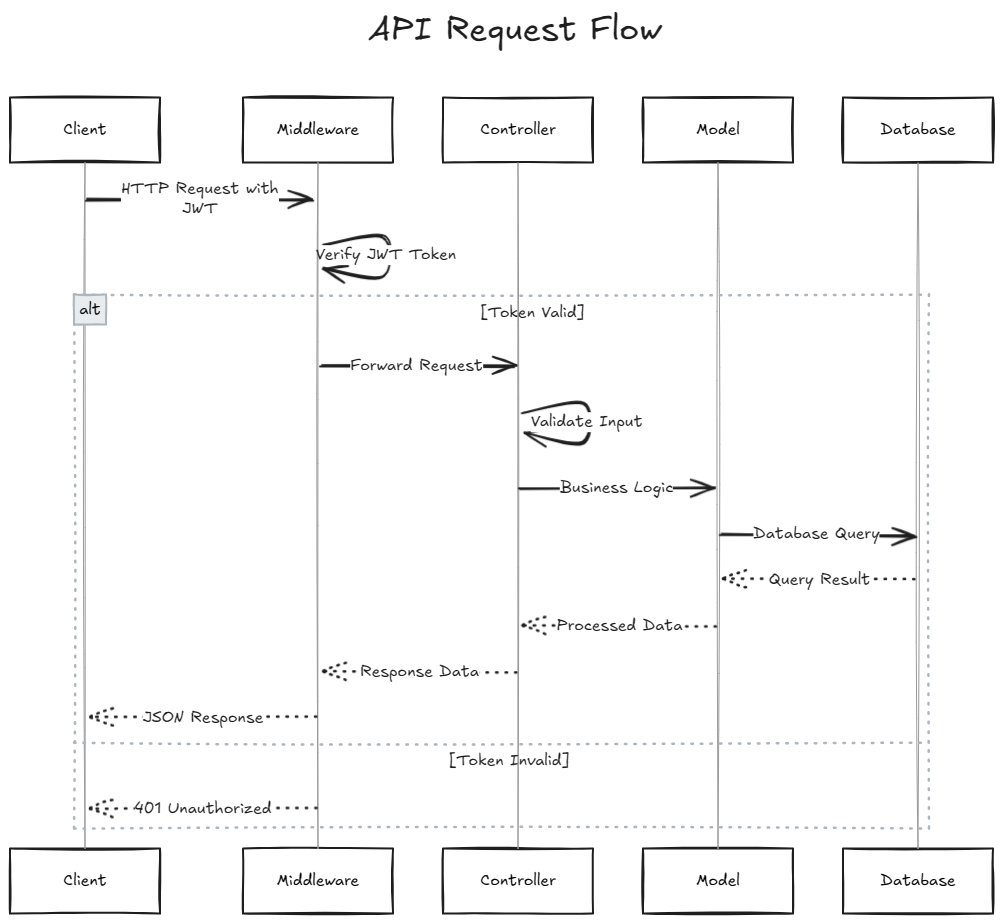 API Request Flow
Client
Middleware
Controller
Model
Database
HTTP Request with
JWT
Verify JWT Token
alt
[Token Valid]
Forward Request
Validate Input
Business Logic
Database Query
Query Result
Processed Data
Response Data
JSON Response
[Token Invalid]
401 Unauthorized
Client
Middleware
Controller
Model
Database